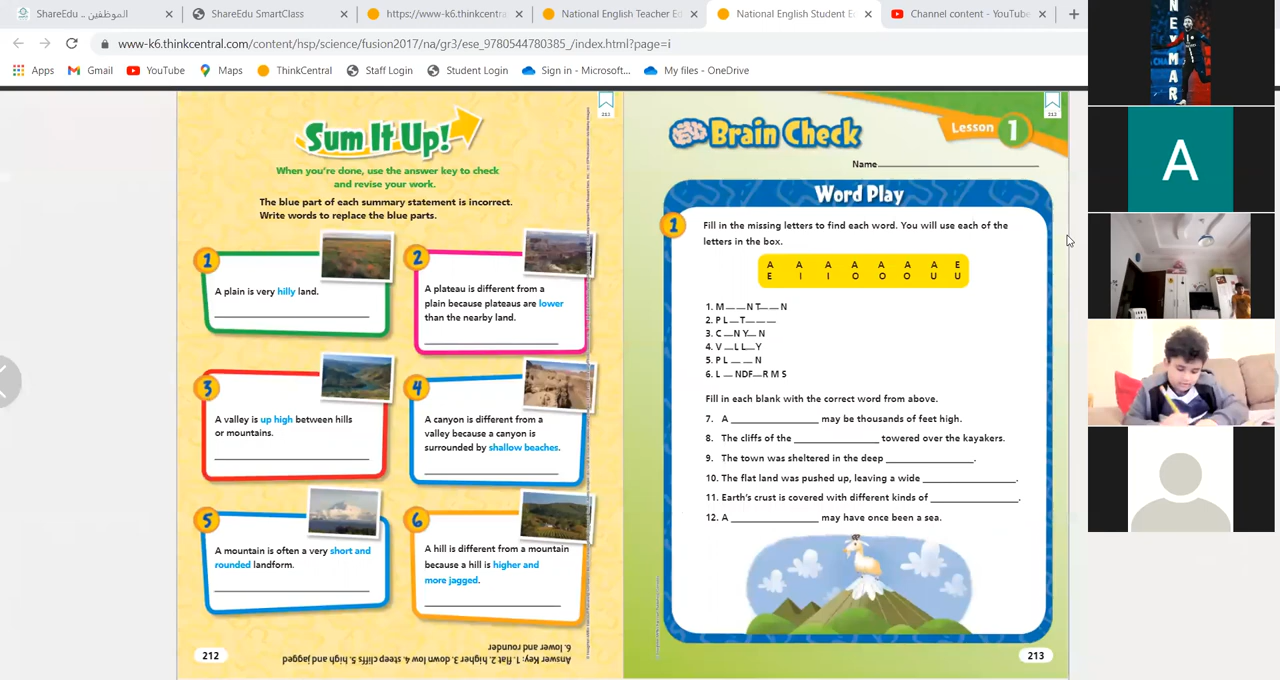 ShareEdu .. الموظفين
ShareEdu SmartClass
https://www-k6.thinkcentra
National English Teacher Ed
National English Student E
Channel content - YouTube
www-k6.thinkcentral.com/content/hsp/science/fusion2017/na/gr3/ese_9780544780385_/index.html?page=i
Apps
Gmail
YouTube
Maps
ThinkCentral
Staff Login
Student Login
Sign in - Microsoft...
My files - OneDrive
212
Sum It Up!
When you're done, use the answer key to check
and revise your work.
The blue part of each summary statement is incorrect.
Write words to replace the blue parts.
1
A plain is very hilly land.
2
A plateau is different from a
plain because plateaus are lower
than the nearby land.
3
A valley is up high between hills
or mountains.
4
A canyon is different from a
valley because a canyon is
surrounded by shallow beaches.
5
A mountain is often a very short and
rounded landform.
6
A hill is different from a mountain
because a hill is higher and
more jagged.
Answer Key: 1. flat 2. higher 3. down low 4. steep cliffs 5. high and jagged
6. lower and rounder
212
213
Brain Check
Lesson 1
Name
Word Play
1
Fill in the missing letters to find each word. You will use each of the
letters in the box.
A A A A A A E
E I I O O U U
1. M __ __ N T __ __ N
2. P L __ T __ __ __
3. C __ N Y __ N
4. V __ L L __ Y
5. P L __ __ N
6. L __ N D F __ R M S
Fill in each blank with the correct word from above.
7. A ________ may be thousands of feet high.
8. The cliffs of the ________ towered over the kayakers.
9. The town was sheltered in the deep ________.
10. The flat land was pushed up, leaving a wide ________.
11. Earth's crust is covered with different kinds of ________.
12. A ________ may have once been a sea.
213
NEYMAR
A